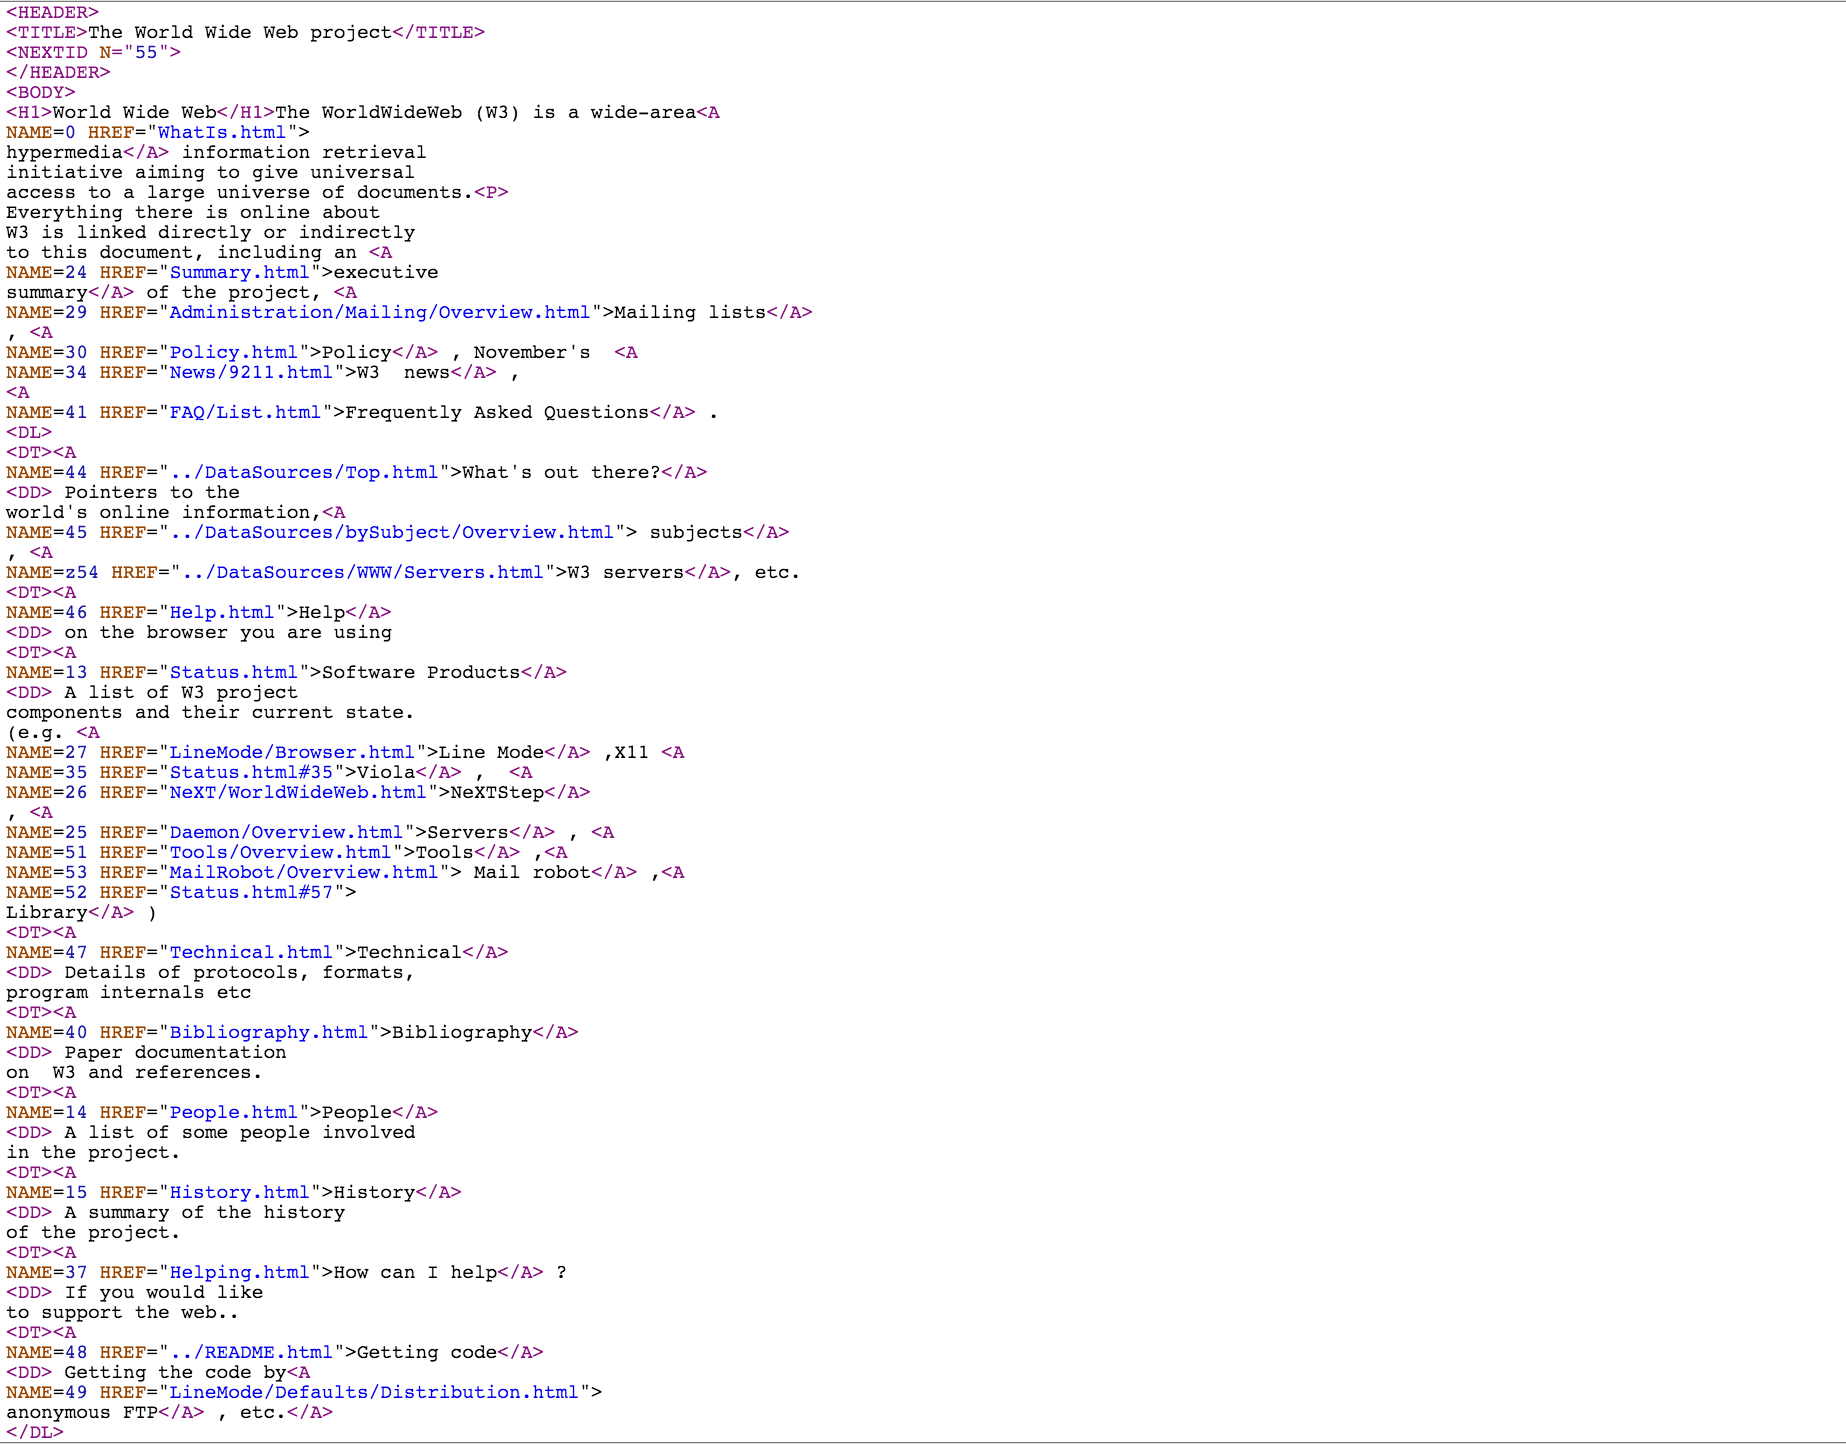 <HEADER>
<TITLE>The World Wide Web project</TITLE>
<NEXTID N="55">
</HEADER>
<BODY>
<H1>World Wide Web</H1>The WorldWideWeb (W3) is a wide-area<A
NAME=0 HREF="WhatIs.html">
hypermedia</A> information retrieval
initiative aiming to give universal
access to a large universe of documents.<P>
Everything there is online about
W3 is linked directly or indirectly
to this document, including an <A
NAME=24 HREF="Summary.html">executive
summary</A> of the project, <A
NAME=29 HREF="Administration/Mailing/Overview.html">Mailing lists</A>
, <A
NAME=30 HREF="Policy.html">Policy</A> , November's  <A
NAME=34 HREF="News/9211.html">W3  news</A> ,
<A
NAME=41 HREF="FAQ/List.html">Frequently Asked Questions</A> .
<DL>
<DT><A
NAME=44 HREF="../DataSources/Top.html">What's out there?</A>
<DD> Pointers to the
world's online information,<A
NAME=45 HREF="../DataSources/bySubject/Overview.html"> subjects</A>
, <A
NAME=z54 HREF="../DataSources/WWW/Servers.html">W3 servers</A>, etc.
<DT><A
NAME=46 HREF="Help.html">Help</A>
<DD> on the browser you are using
<DT><A
NAME=13 HREF="Status.html">Software Products</A>
<DD> A list of W3 project
components and their current state.
(e.g. <A
NAME=27 HREF="LineMode/Browser.html">Line Mode</A> ,X11 <A
NAME=35 HREF="Status.html#35">Viola</A> ,  <A
NAME=26 HREF="NeXT/WorldWideWeb.html">NeXTStep</A>
, <A
NAME=25 HREF="Daemon/Overview.html">Servers</A> , <A
NAME=51 HREF="Tools/Overview.html">Tools</A> ,<A
NAME=53 HREF="MailRobot/Overview.html"> Mail robot</A> ,<A
NAME=52 HREF="Status.html#57">
Library</A> )
<DT><A
NAME=47 HREF="Technical.html">Technical</A>
<DD> Details of protocols, formats,
program internals etc
<DT><A
NAME=40 HREF="Bibliography.html">Bibliography</A>
<DD> Paper documentation
on  W3 and references.
<DT><A
NAME=14 HREF="People.html">People</A>
<DD> A list of some people involved
in the project.
<DT><A
NAME=15 HREF="History.html">History</A>
<DD> A summary of the history
of the project.
<DT><A
NAME=37 HREF="Helping.html">How can I help</A> ?
<DD> If you would like
to support the web..
<DT><A
NAME=48 HREF="../README.html">Getting code</A>
<DD> Getting the code by<A
NAME=49 HREF="LineMode/Defaults/Distribution.html">
anonymous FTP</A> , etc.</A>
</DL>